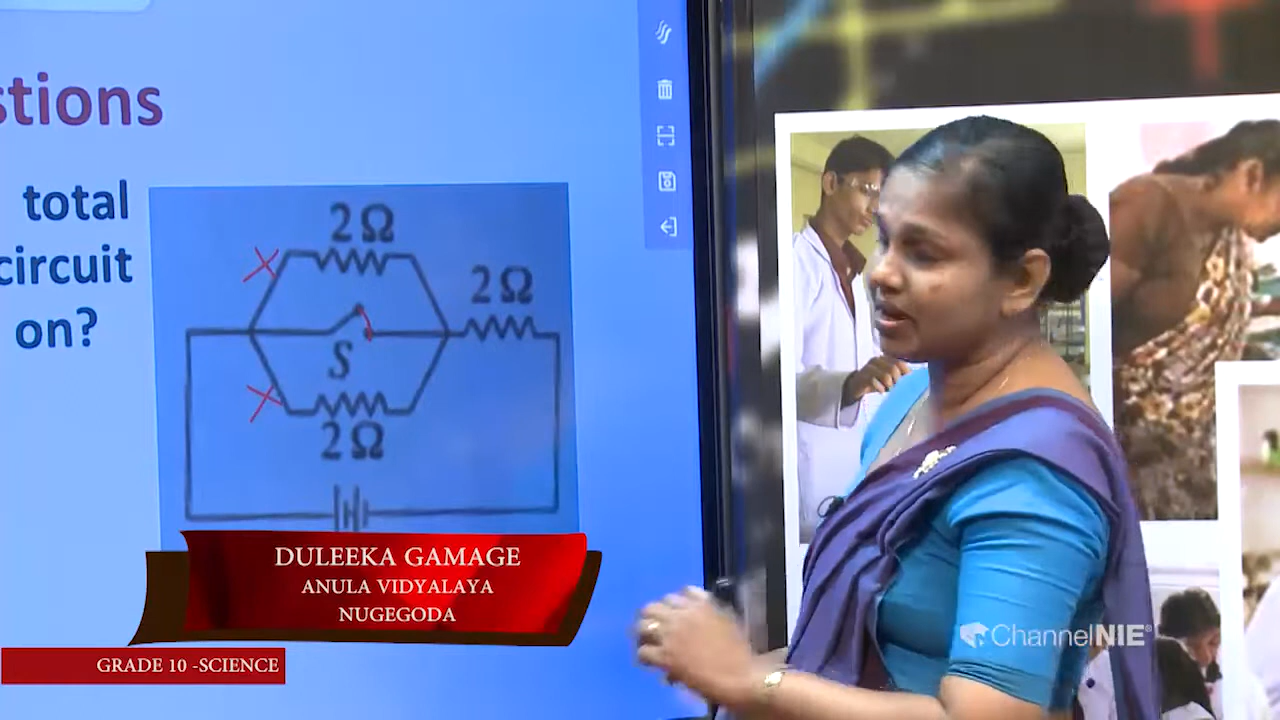 stions
total
circuit
on?
2Ω
2Ω
S
2Ω
DULEEKA GAMAGE
ANULA VIDYALAYA
NUGEGODA
GRADE 10 -SCIENCE
ChannelNIE